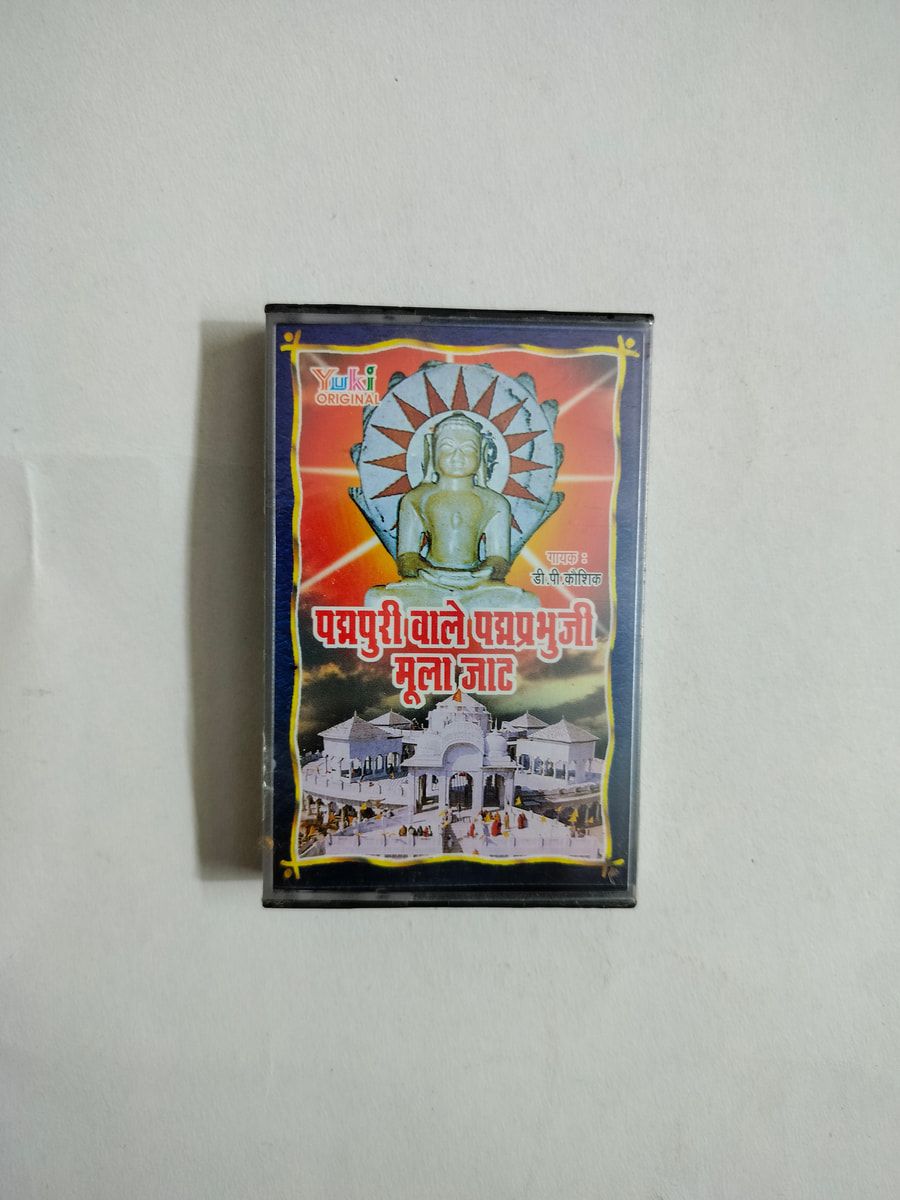 Yuki
ORIGINAL
गायक :
डी.पी.कौशिक
पद्मपुरी वाले पद्मप्रभुजी
मूला जाट